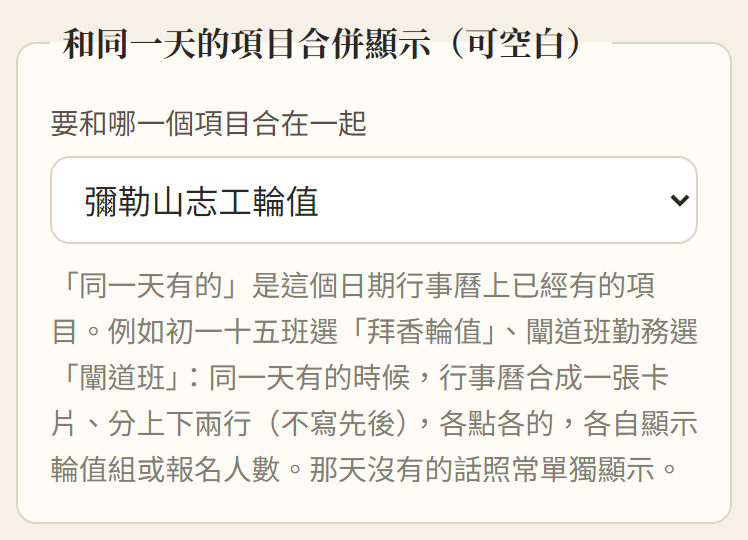 和同一天的項目合併顯示（可空白）
要和哪一個項目合在一起
彌勒山志工輪值
「同一天有的」是這個日期行事曆上已經有的項
目。例如初一十五班選「拜香輪值」、闡道班勤務選
「闡道班」：同一天有的時候，行事曆合成一張卡
片、分上下兩行（不寫先後），各點各的，各自顯示
輪值組或報名人數。那天沒有的話照常單獨顯示。